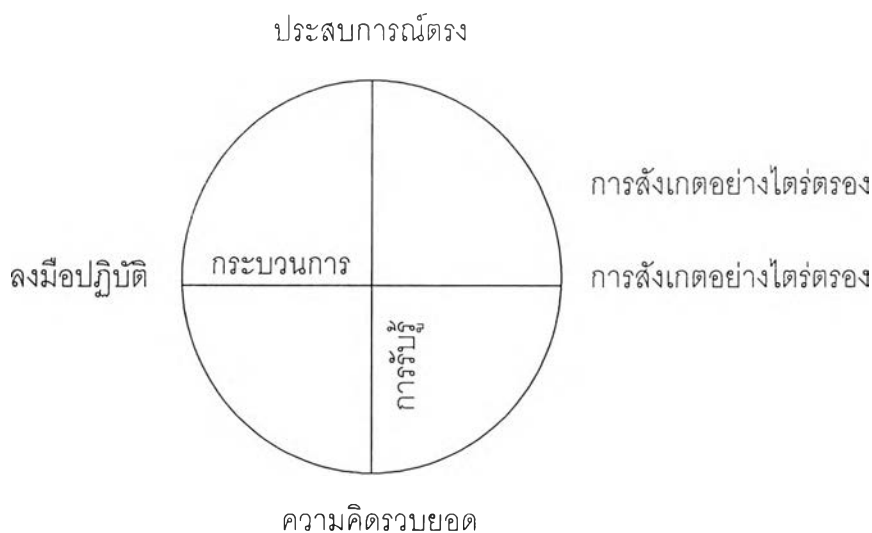 ประสบการณ์ตรง
การสังเกตอย่างไตร่ตรอง
ลงมือปฏิบัติ
กระบวนการ
การสังเกตอย่างไตร่ตรอง
การรับรู้
ความคิดรวบยอด